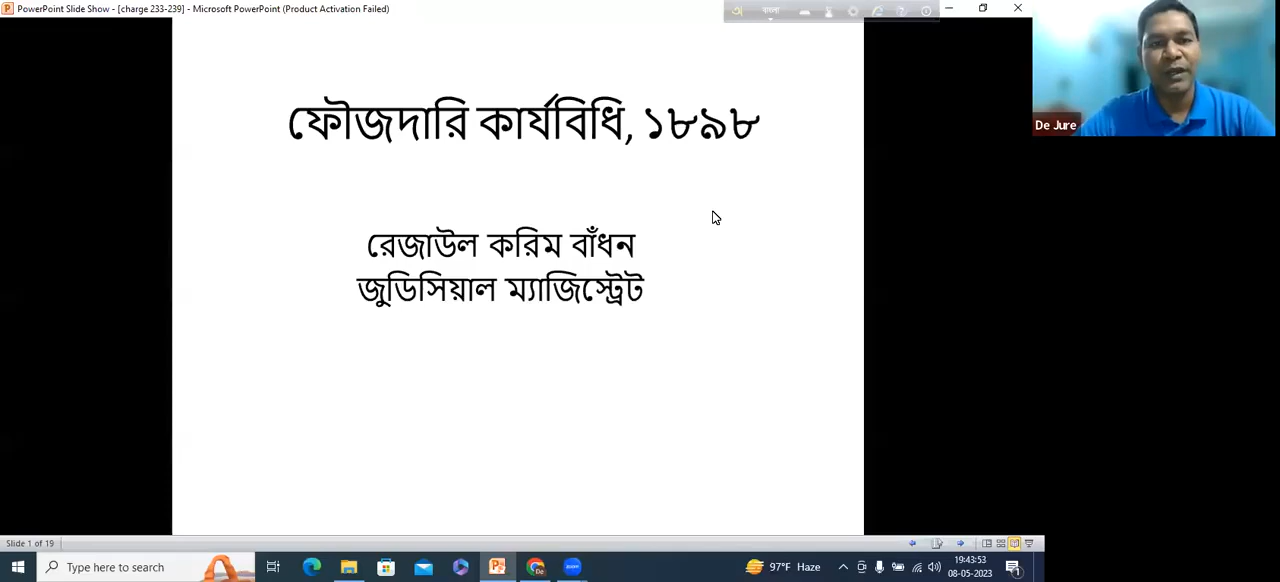 PowerPoint Slide Show - [charge 233-239] - Microsoft PowerPoint (Product Activation Failed)
বাংলা
ফৌজদারি কার্যবিধি, ১৮৯৮
রেজাউল করিম বাঁধন
জুডিসিয়াল ম্যাজিস্ট্রেট
De Jure
Slide 1 of 19
Type here to search
97°F Haze
19:43:53
08-05-2023